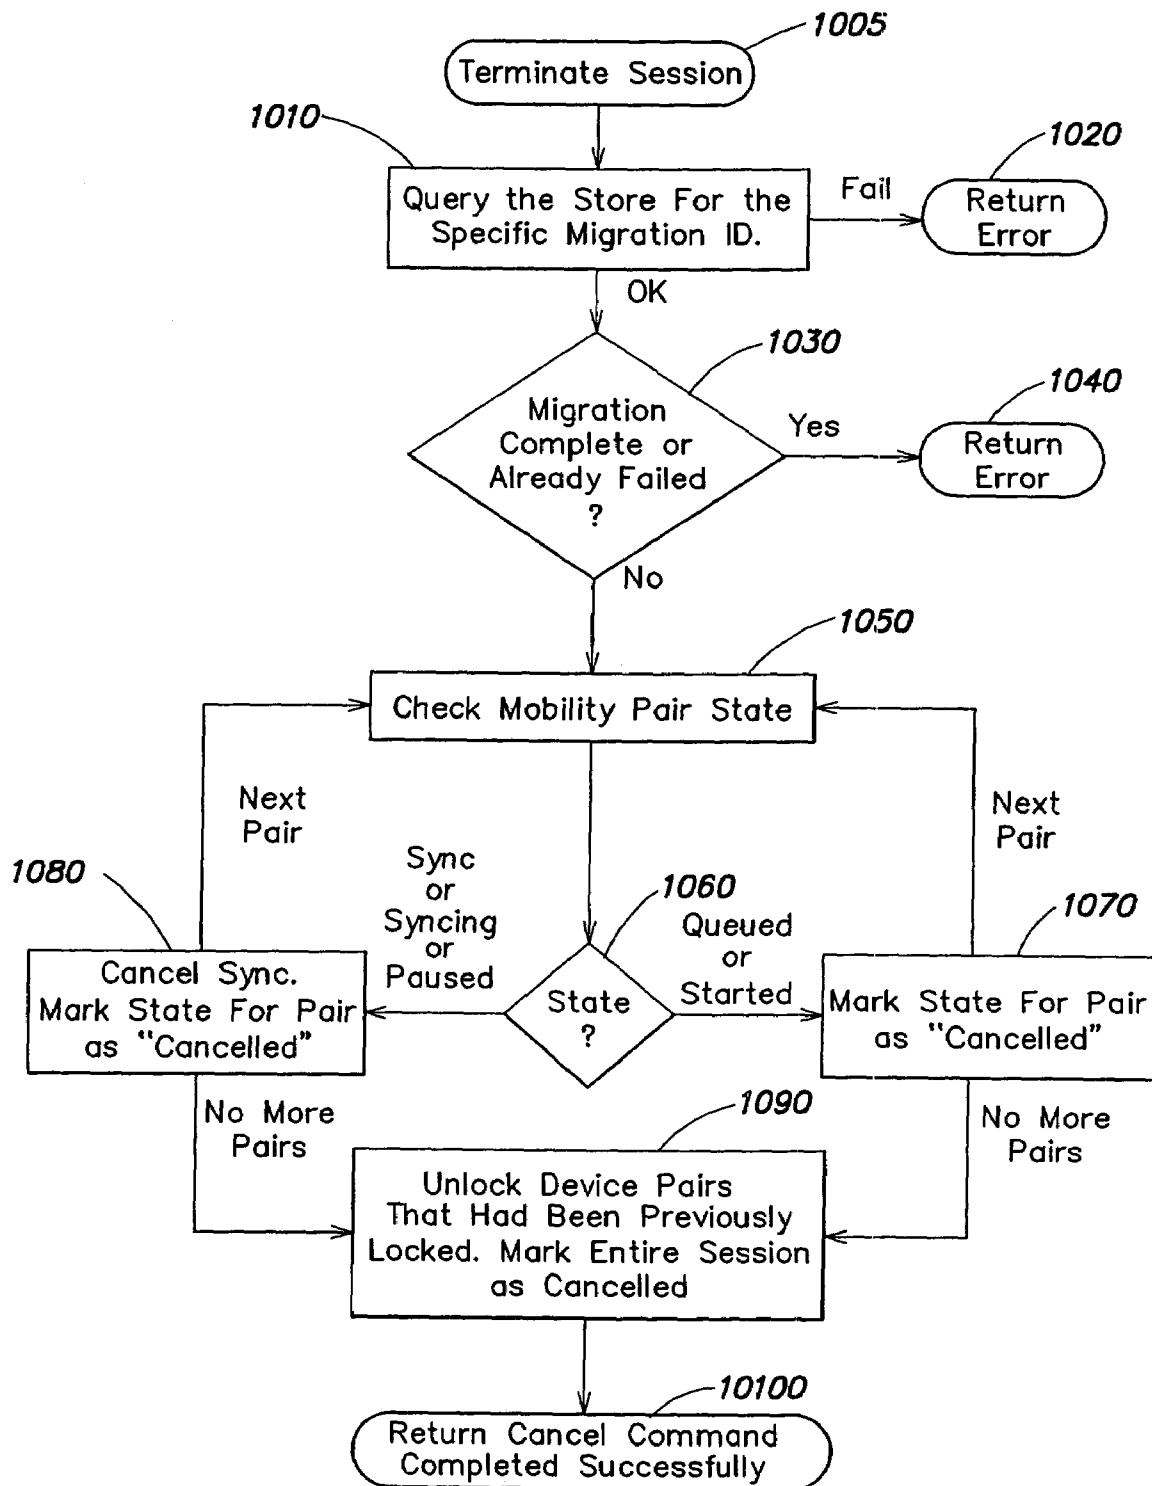 1005
Terminate Session
1010
1020
Query the Store For the
Specific Migration ID.
Fail
Return
Error
OK
1030
1040
Migration
Complete or
Already Failed
?
Yes
Return
Error
No
1050
Check Mobility Pair State
Next
Pair
Next
Pair
1080
Sync
or
Syncing
or
Paused
1060
Queued
or
Started
1070
Cancel Sync.
Mark State For Pair
as "Cancelled"
State
?
Mark State For Pair
as "Cancelled"
No More
Pairs
1090
No More
Pairs
Unlock Device Pairs
That Had Been Previously
Locked. Mark Entire Session
as Cancelled
10100
Return Cancel Command
Completed Successfully